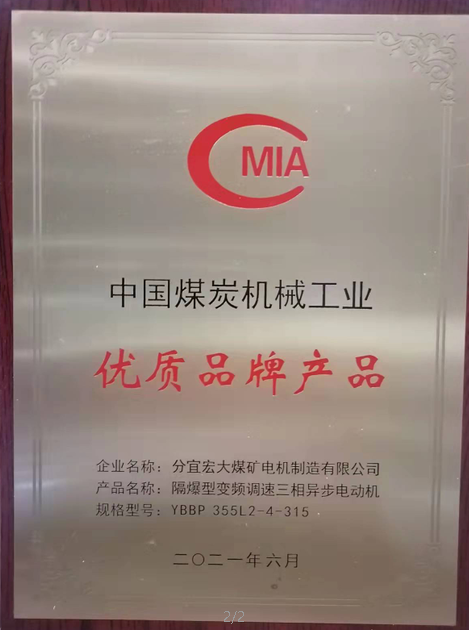 CMIA
中国煤炭机械工业
优质品牌产品
企业名称：分宜宏大煤矿电机制造有限公司
产品名称：隔爆型变频调速三相异步电动机
规格型号：YBBP 355L2-4-315
二〇二一年六月
2/2